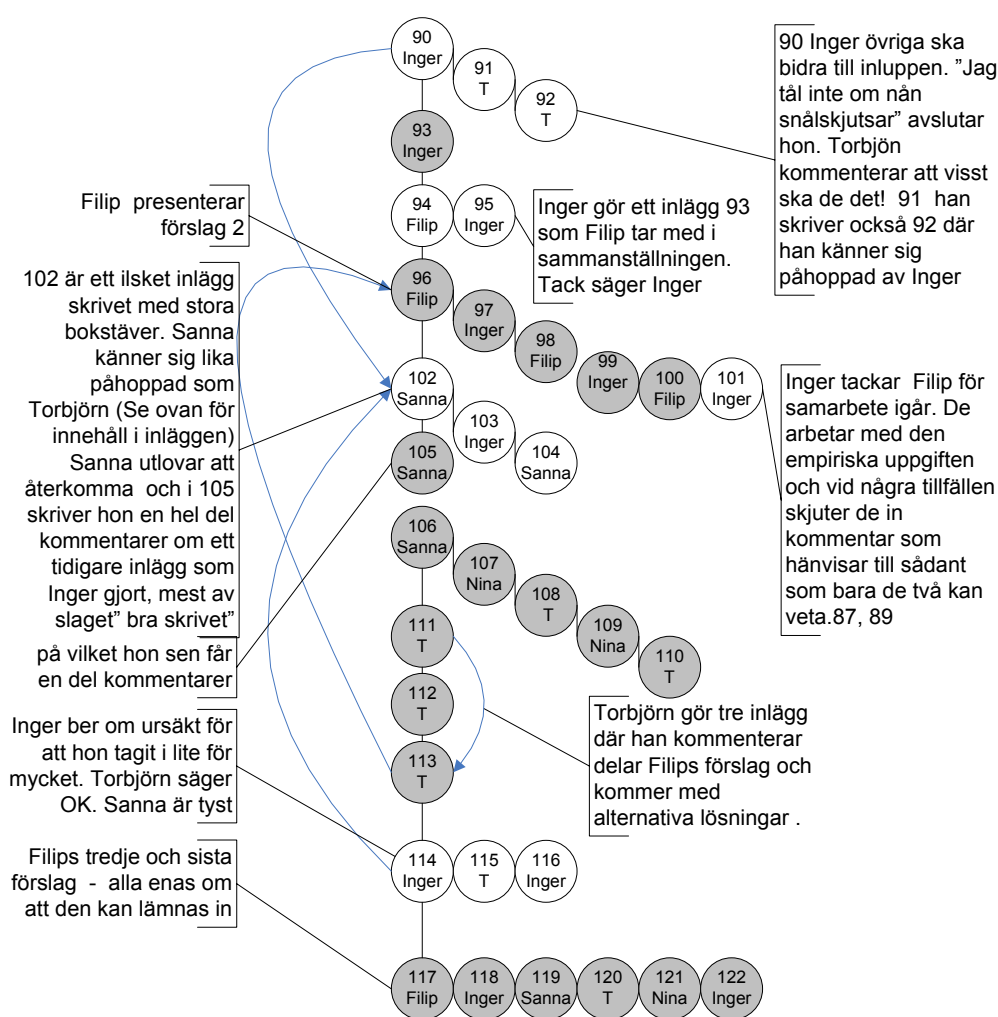 90
Inger
91
T
92
T
93
Inger
90 Inger övriga ska
bidra till inluppen. ”Jag
tål inte om nån
snålskjutsar” avslutar
hon. Torbjön
kommenterar att visst
ska de det! 91 han
skriver också 92 där
han känner sig
påhoppad av Inger
Filip presenterar
förslag 2
94
Filip
95
Inger
Inger gör ett inlägg 93
som Filip tar med i
sammanställningen.
Tack säger Inger
96
Filip
97
Inger
98
Filip
99
Inger
100
Filip
101
Inger
102 är ett ilsket inlägg
skrivet med stora
bokstäver. Sanna
känner sig lika
påhoppad som
Torbjörn (Se ovan för
innehåll i inläggen)
Sanna utlovar att
återkomma och i 105
skriver hon en hel del
kommentarer om ett
tidigare inlägg som
Inger gjort, mest av
slaget” bra skrivet”
102
Sanna
103
Inger
104
Sanna
105
Sanna
Inger tackar Filip för
samarbete igår. De
arbetar med den
empiriska uppgiften
och vid några tillfällen
skjuter de in
kommentar som
hänvisar till sådant
som bara de två kan
veta.87, 89
106
Sanna
107
Nina
108
T
109
Nina
110
T
på vilket hon sen får
en del kommentarer
111
T
112
T
113
T
Torbjörn gör tre inlägg
där han kommenterar
delar Filips förslag och
kommer med
alternativa lösningar .
Inger ber om ursäkt för
att hon tagit i lite för
mycket. Torbjörn säger
OK. Sanna är tyst
114
Inger
115
T
116
Inger
Filips tredje och sista
förslag - alla enas om
att den kan lämnas in
117
Filip
118
Inger
119
Sanna
120
T
121
Nina
122
Inger